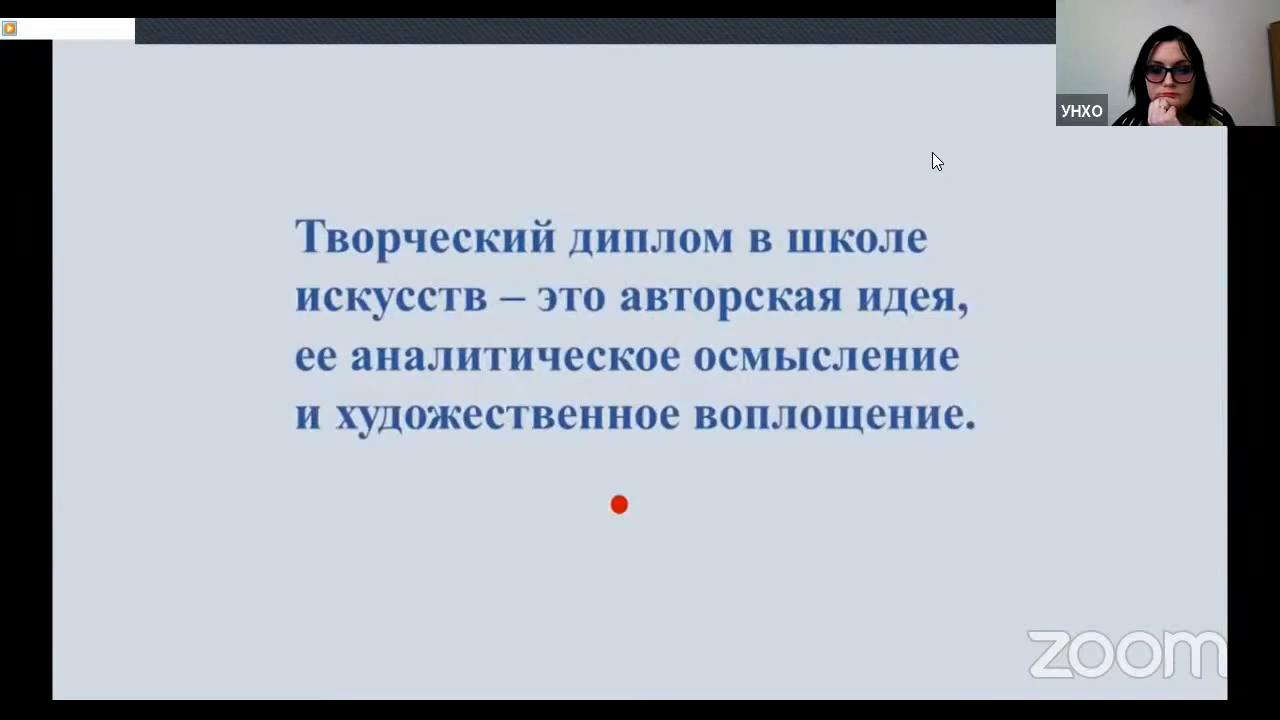 УНХО
Творческий диплом в школе
искусств – это авторская идея,
ее аналитическое осмысление
и художественное воплощение.
zoom